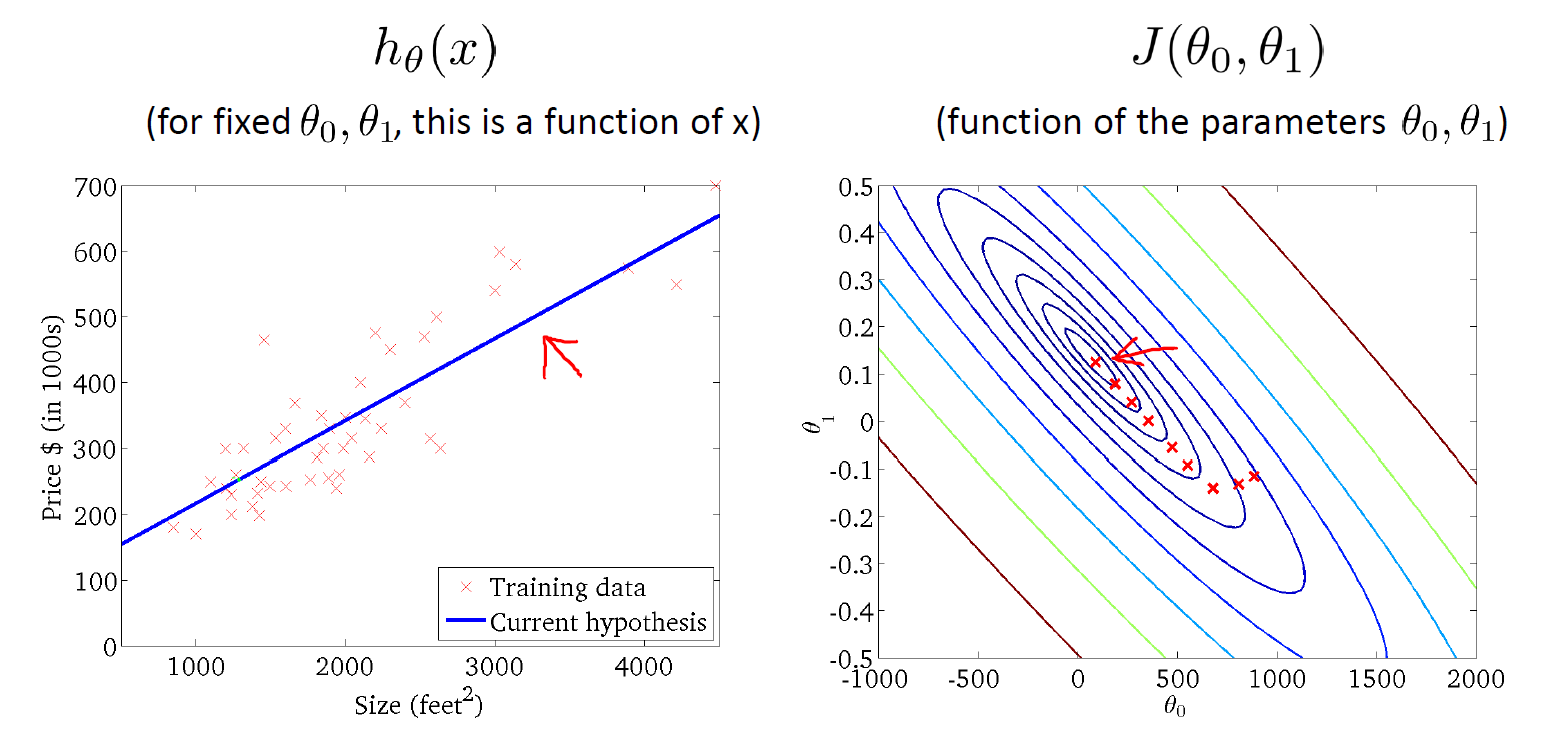 hθ(x)
(for fixed θ0, θ1, this is a function of x)
700
600
500
400
300
200
100
0
Price $ (in 1000s)
1000 2000 3000 4000
Size (feet²)
Training data
Current hypothesis
J(θ0, θ1)
(function of the parameters θ0, θ1)
0.5
0.4
0.3
0.2
0.1
0
-0.1
-0.2
-0.3
-0.4
-0.5
θ1
-1000 -500 0 500 1000 1500 2000
θ0